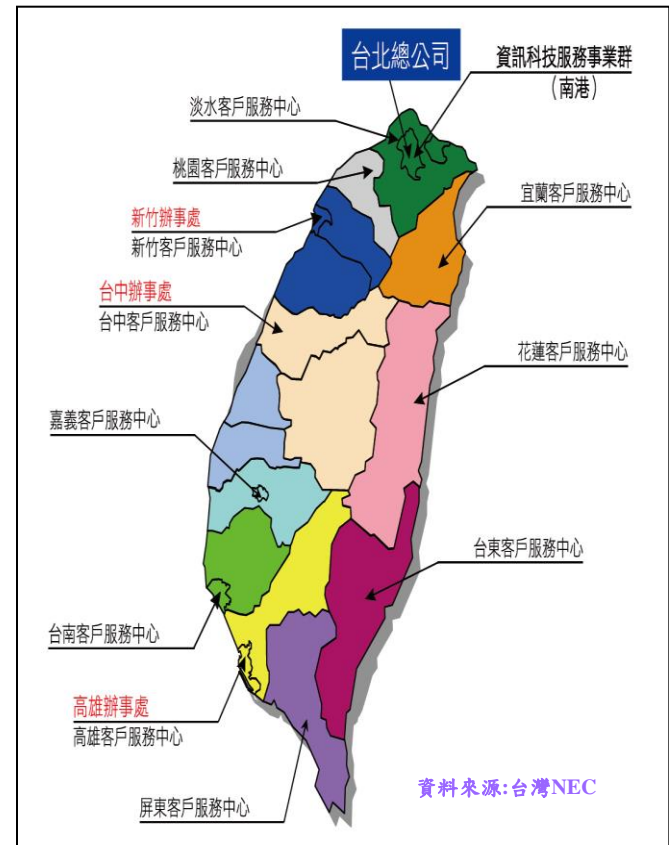 台北總公司
資訊科技服務事業群
（南港）
淡水客戶服務中心
桃園客戶服務中心
宜蘭客戶服務中心
新竹辦事處
新竹客戶服務中心
台中辦事處
台中客戶服務中心
花蓮客戶服務中心
嘉義客戶服務中心
台東客戶服務中心
台南客戶服務中心
高雄辦事處
高雄客戶服務中心
資料來源:台灣NEC
屏東客戶服務中心